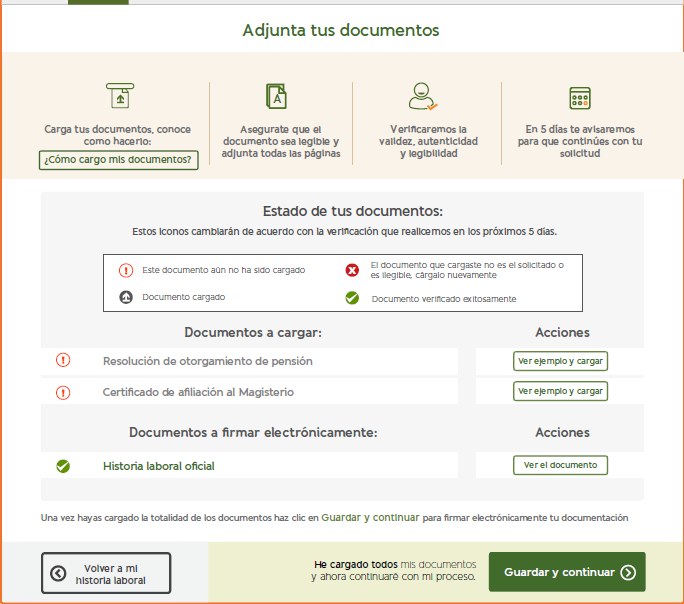 Adjunta tus documentos
Carga tus documentos, conoce
como hacerlo:
¿Cómo cargo mis documentos?
A
Asegurate que el
documento sea legible y
adjunta todas las páginas
Verificaremos la
validez, autenticidad
y legibilidad
En 5 días te avisaremos
para que continúes con tu
solicitud
Estado de tus documentos:
Estos iconos cambiarán de acuerdo con la verificación que realicemos en los próximos 5 días.
Este documento aún no ha sido cargado
El documento que cargaste no es el solicitado o
es ilegible, cárgalo nuevamente
Documento cargado
Documento verificado exitosamente
Documentos a cargar:
Acciones
Resolución de otorgamiento de pensión
Ver ejemplo y cargar
Certificado de afiliación al Magisterio
Ver ejemplo y cargar
Documentos a firmar electrónicamente:
Acciones
Historia laboral oficial
Ver el documento
Una vez hayas cargado la totalidad de los documentos haz clic en Guardar y continuar para firmar electrónicamente tu documentación
Volver a mi
historia laboral
He cargado todos mis documentos
y ahora continuaré con mi proceso.
Guardar y continuar